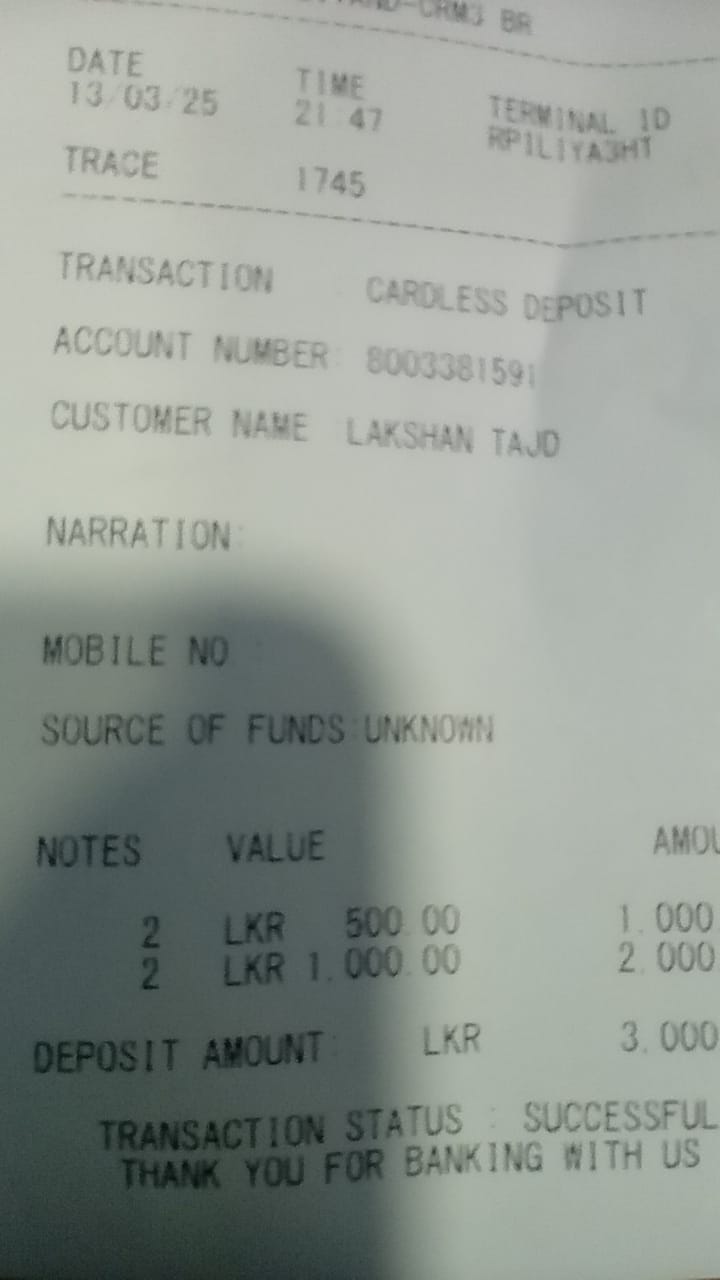 CRM3 BR
DATE TIME TERMINAL ID
13/03/25 21:47 RPILIYA3HT
TRACE 1745
TRANSACTION : CARDLESS DEPOSIT
ACCOUNT NUMBER: 8003381591
CUSTOMER NAME LAKSHAN TAJD
NARRATION:
MOBILE NO :
SOURCE OF FUNDS:UNKNOWN
NOTES VALUE AMOU
2 LKR 500.00 1,000
2 LKR 1,000.00 2,000
DEPOSIT AMOUNT: LKR 3,000
TRANSACTION STATUS : SUCCESSFUL
THANK YOU FOR BANKING WITH US